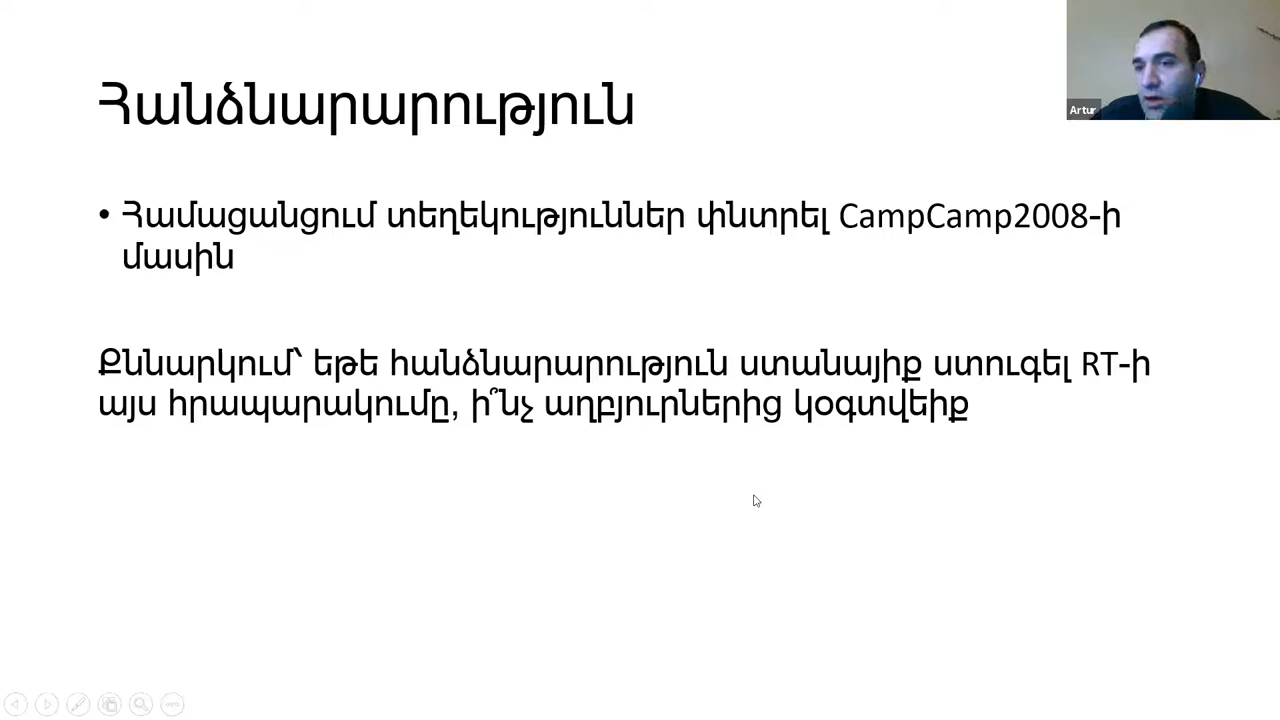 Հանձնարարություն
• Համացանցում տեղեկություններ փնտրել CampCamp2008-ի
մասին
Քննարկում՝ եթե հանձնարարություն ստանայիք ստուգել RT-ի
այս հրապարակումը, ի՞նչ աղբյուրներից կօգտվեիք
Artur